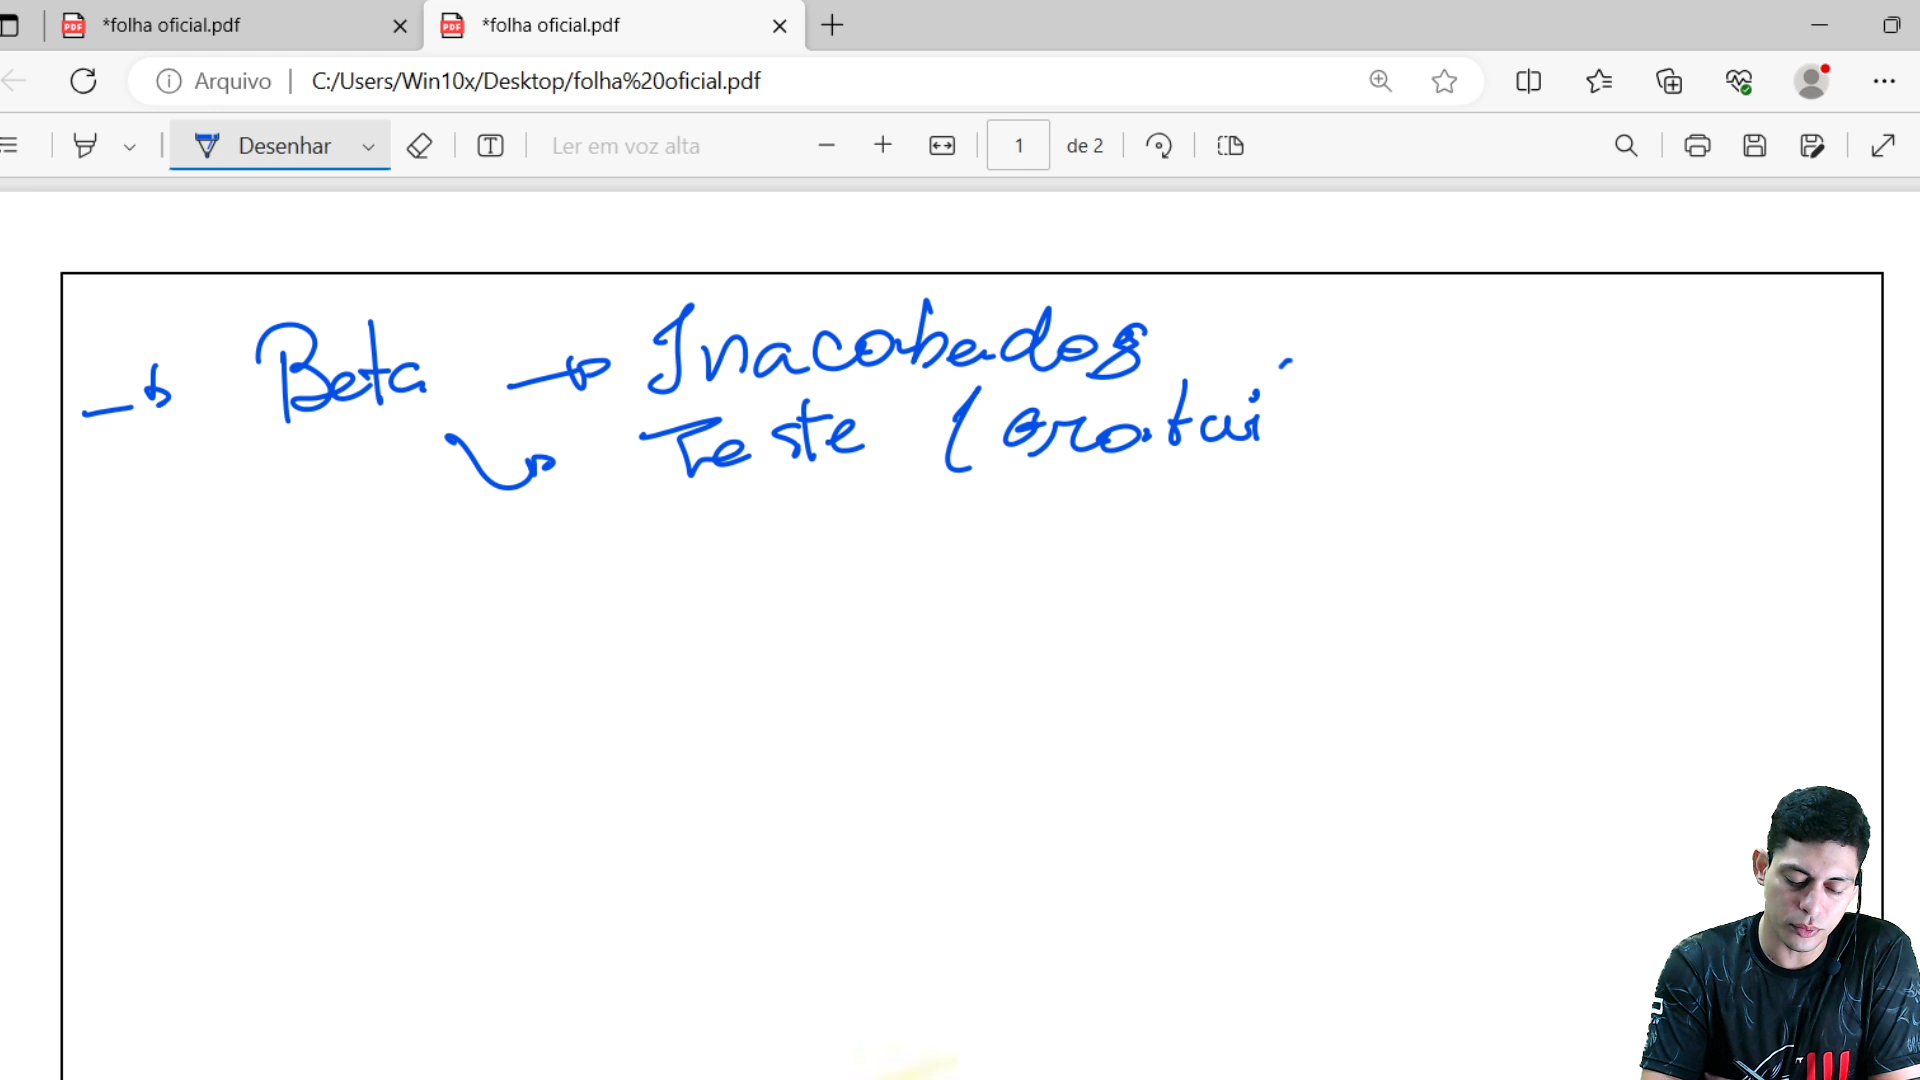 *folha oficial.pdf *folha oficial.pdf
Arquivo C:/Users/Win10x/Desktop/folha%20oficial.pdf
Desenhar Ler em voz alta 1 de 2
Beta → Inacabados
Teste (Gratui